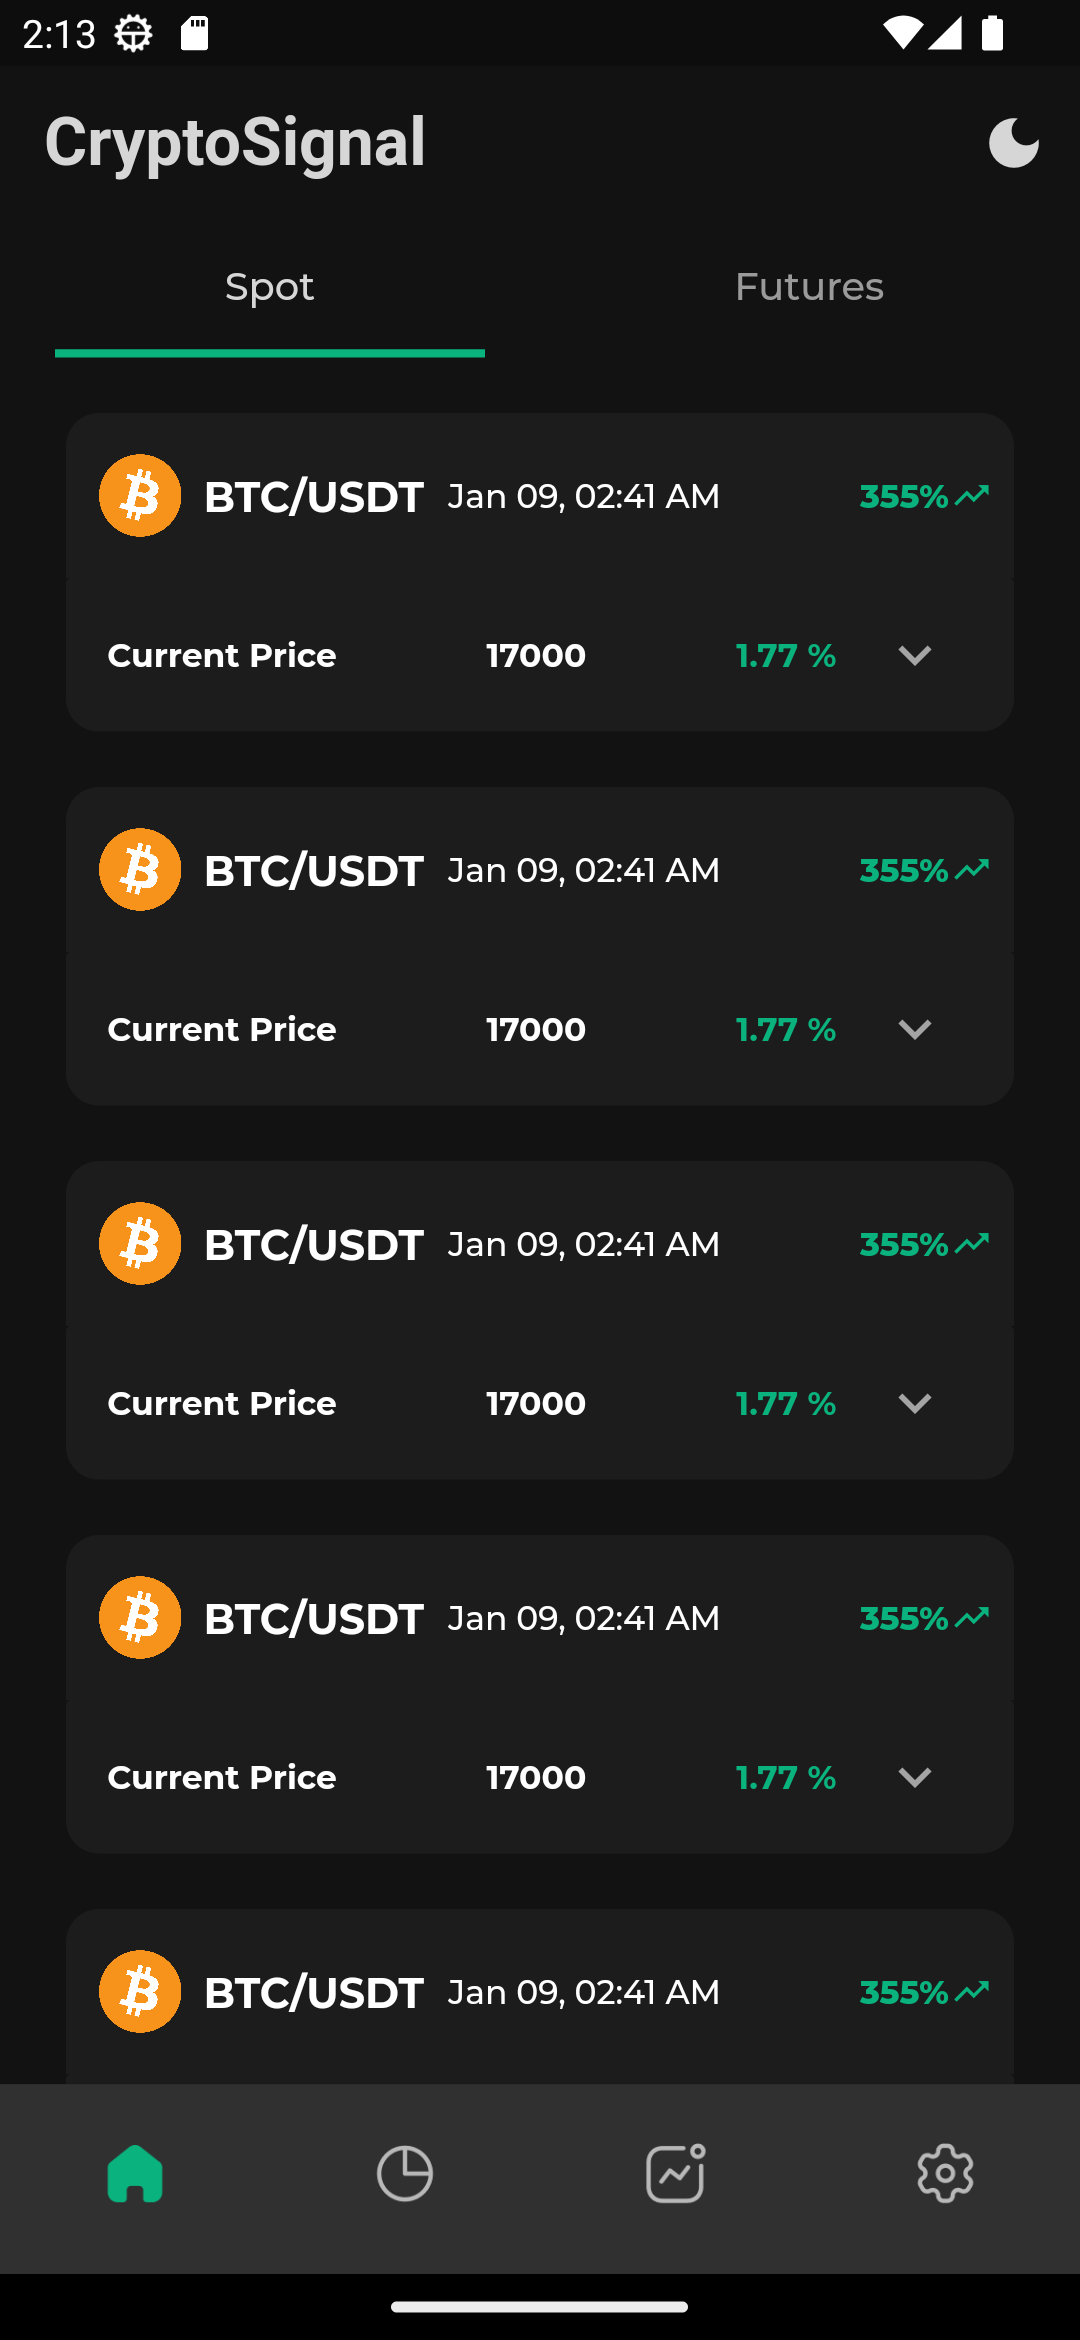 2:13
CryptoSignal
Spot Futures
BTC/USDT Jan 09, 02:41 AM 355%
Current Price 17000 1.77 %
BTC/USDT Jan 09, 02:41 AM 355%
Current Price 17000 1.77 %
BTC/USDT Jan 09, 02:41 AM 355%
Current Price 17000 1.77 %
BTC/USDT Jan 09, 02:41 AM 355%
Current Price 17000 1.77 %
BTC/USDT Jan 09, 02:41 AM 355%